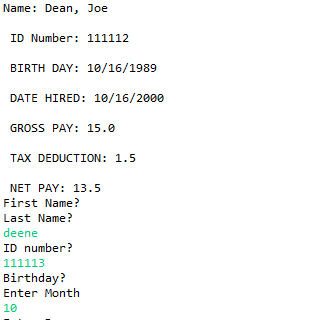 Name: Dean, Joe
ID Number: 111112
BIRTH DAY: 10/16/1989
DATE HIRED: 10/16/2000
GROSS PAY: 15.0
TAX DEDUCTION: 1.5
NET PAY: 13.5
First Name?
Last Name?
deene
ID number?
111113
Birthday?
Enter Month
10